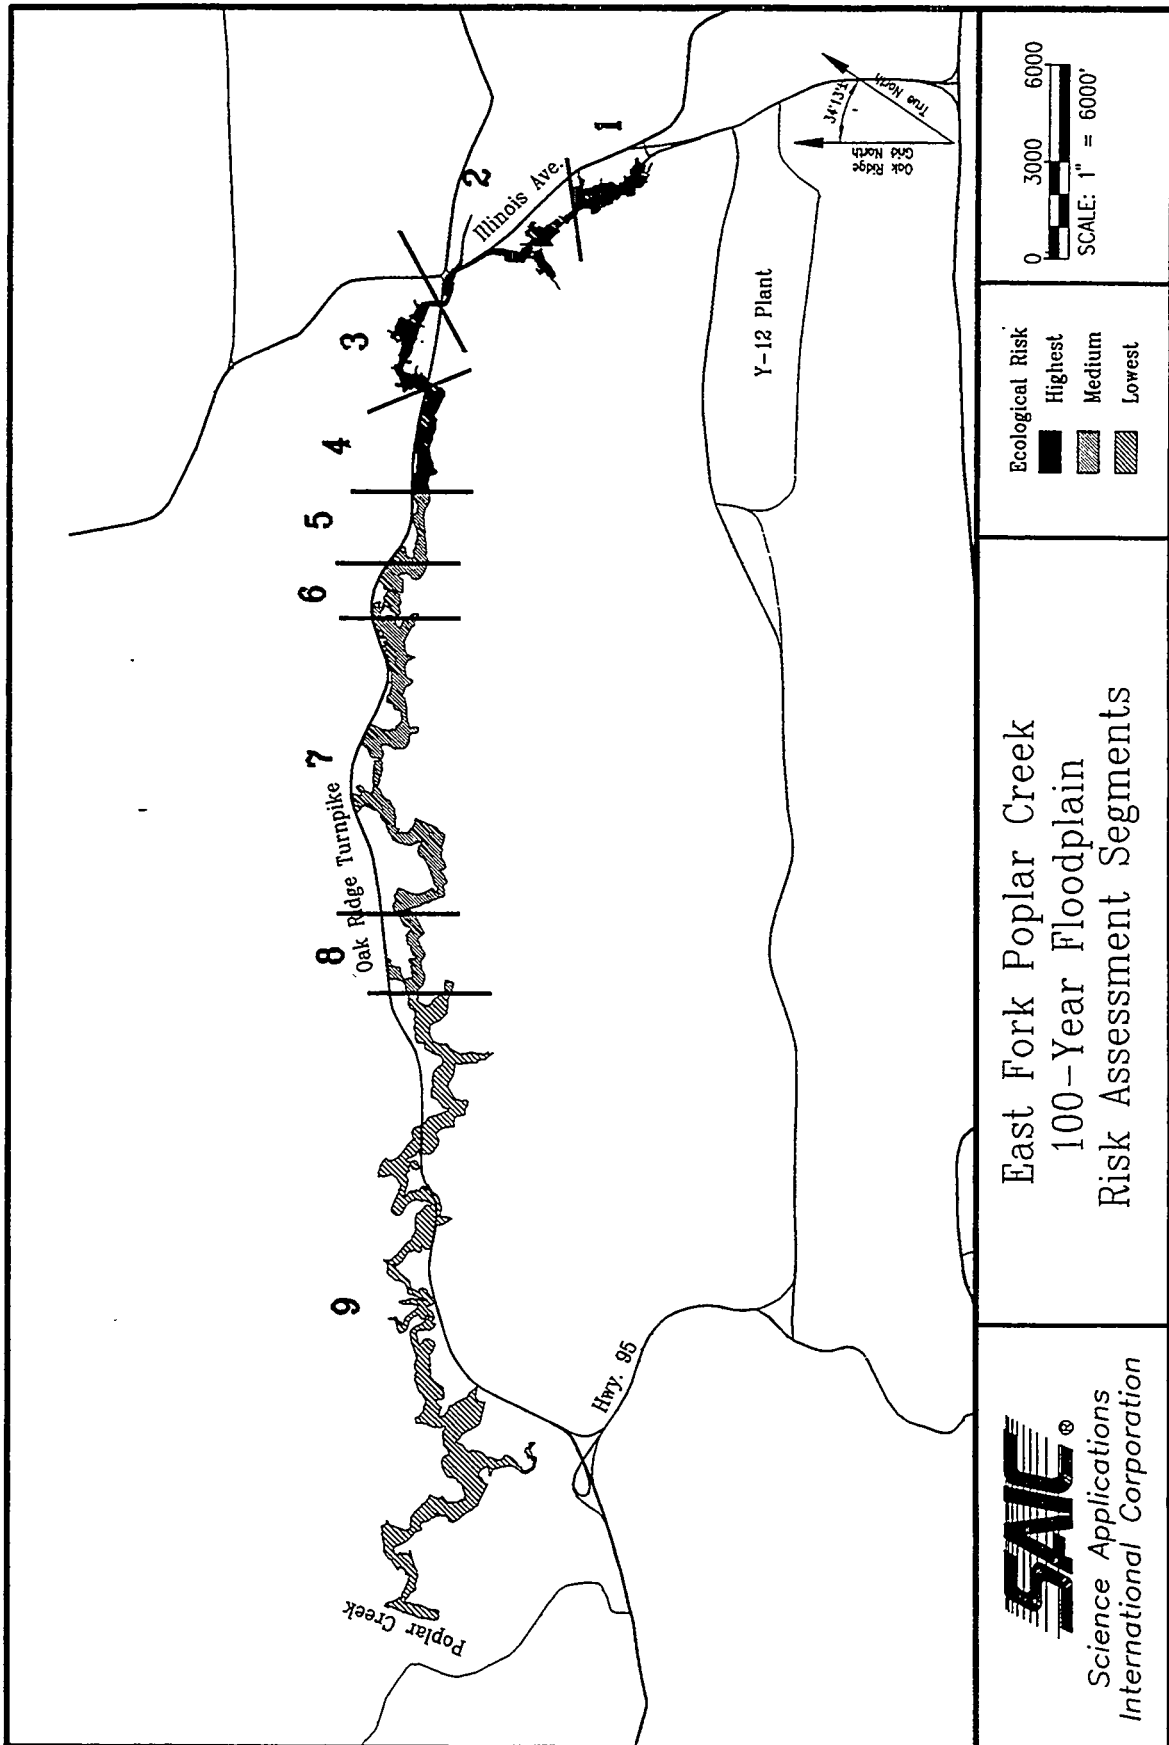 1
2
Illinois Ave.
3
4
5
6
7
Oak Ridge Turnpike
8
9
Poplar Creek
Hwy. 95
Y-12 Plant
Oak Ridge
Grid North
True North
SAIC®
Science Applications
International Corporation
East Fork Poplar Creek
100-Year Floodplain
Risk Assessment Segments
Ecological Risk
Highest
Medium
Lowest
0 3000 6000
SCALE: 1" = 6000'